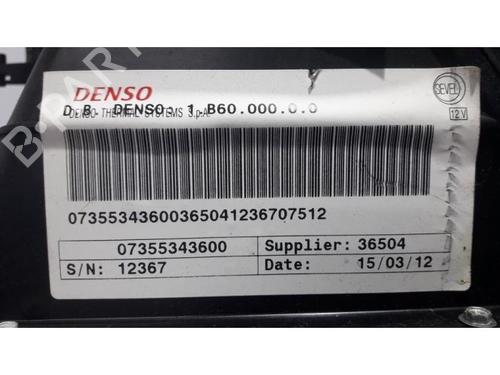 DENSO
D.B. DENSO: 1.B60.000.0.0
DENSO THERMAL SYSTEMS S.p.A.
SEVEL
12V
07355343600365041236707512
07355343600 Supplier: 36504
S/N: 12367 Date: 15/03/12